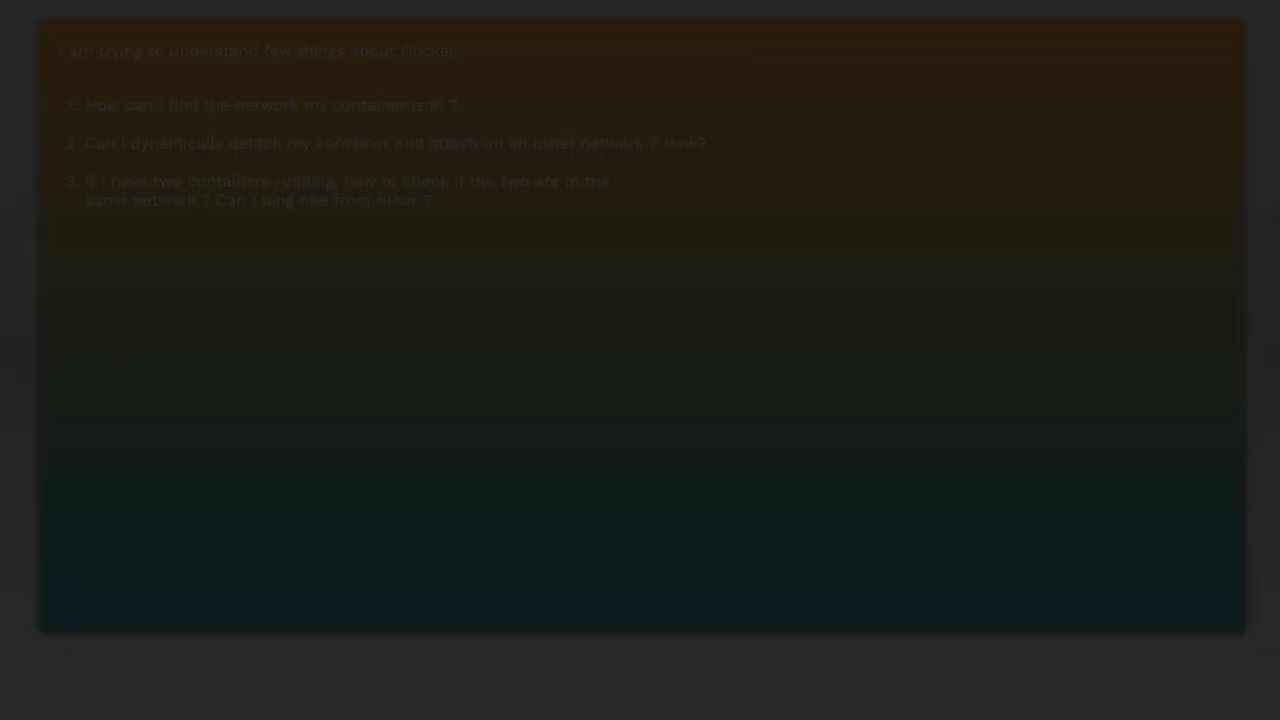 I am trying to understand few things about Docker.
1. How can I find the network my container is in ?
2. Can I dynamically detach my container and attach on an other network ? How?
3. If I have two containers running, how to check if the two are in the
same network ? Can I ping one from other ?